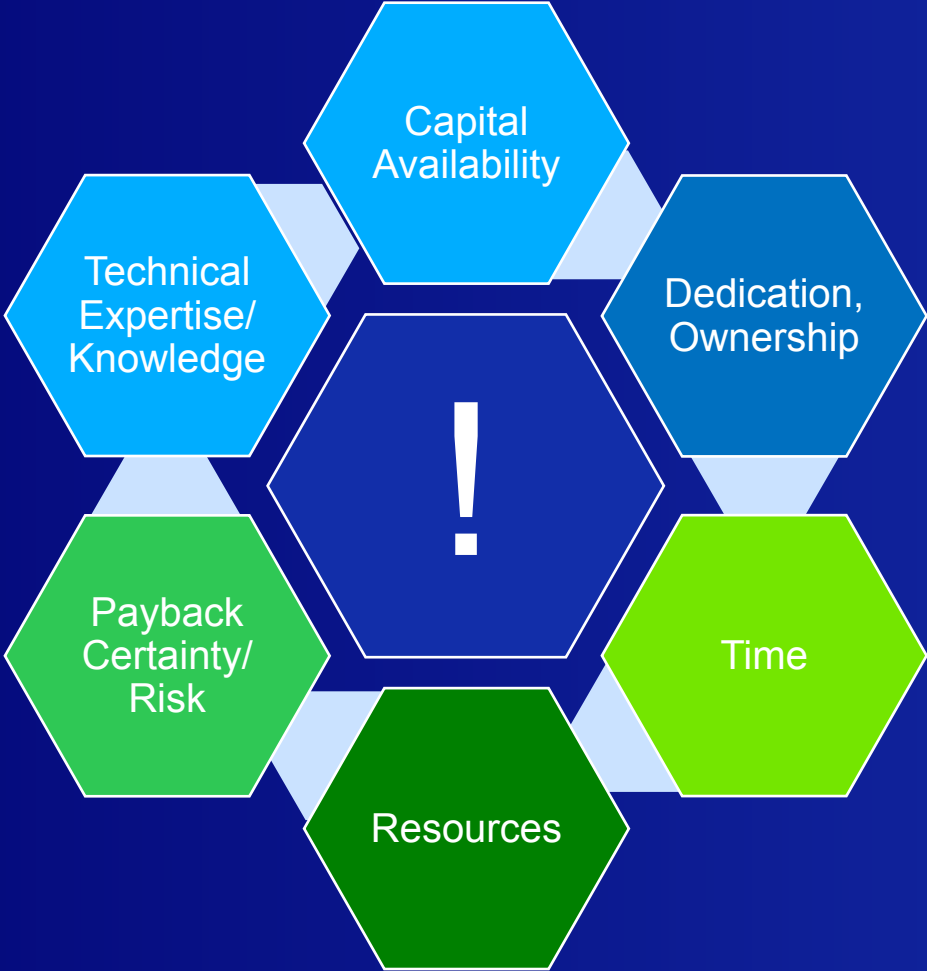 Capital
Availability
Dedication,
Ownership
Time
Resources
Payback
Certainty/
Risk
Technical
Expertise/
Knowledge
!